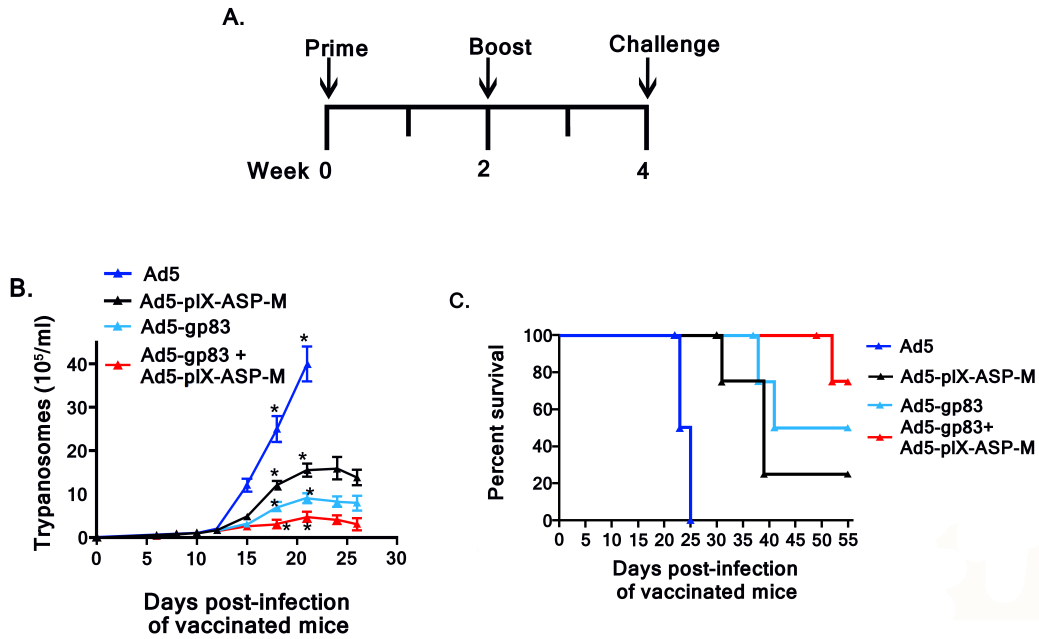 A.
Prime Boost Challenge
Week 0 2 4
B.
Ad5
Ad5-pIX-ASP-M
Ad5-gp83
Ad5-gp83 +
Ad5-pIX-ASP-M
Trypanosomes (10⁵/ml)
40
30
20
10
0
0 5 10 15 20 25 30
* * * * * * * *
Days post-infection
of vaccinated mice
C.
Percent survival
100
80
60
40
20
0
0 5 10 15 20 25 30 35 40 45 50 55
Days post-infection
of vaccinated mice
Ad5
Ad5-pIX-ASP-M
Ad5-gp83
Ad5-gp83+
Ad5-pIX-ASP-M